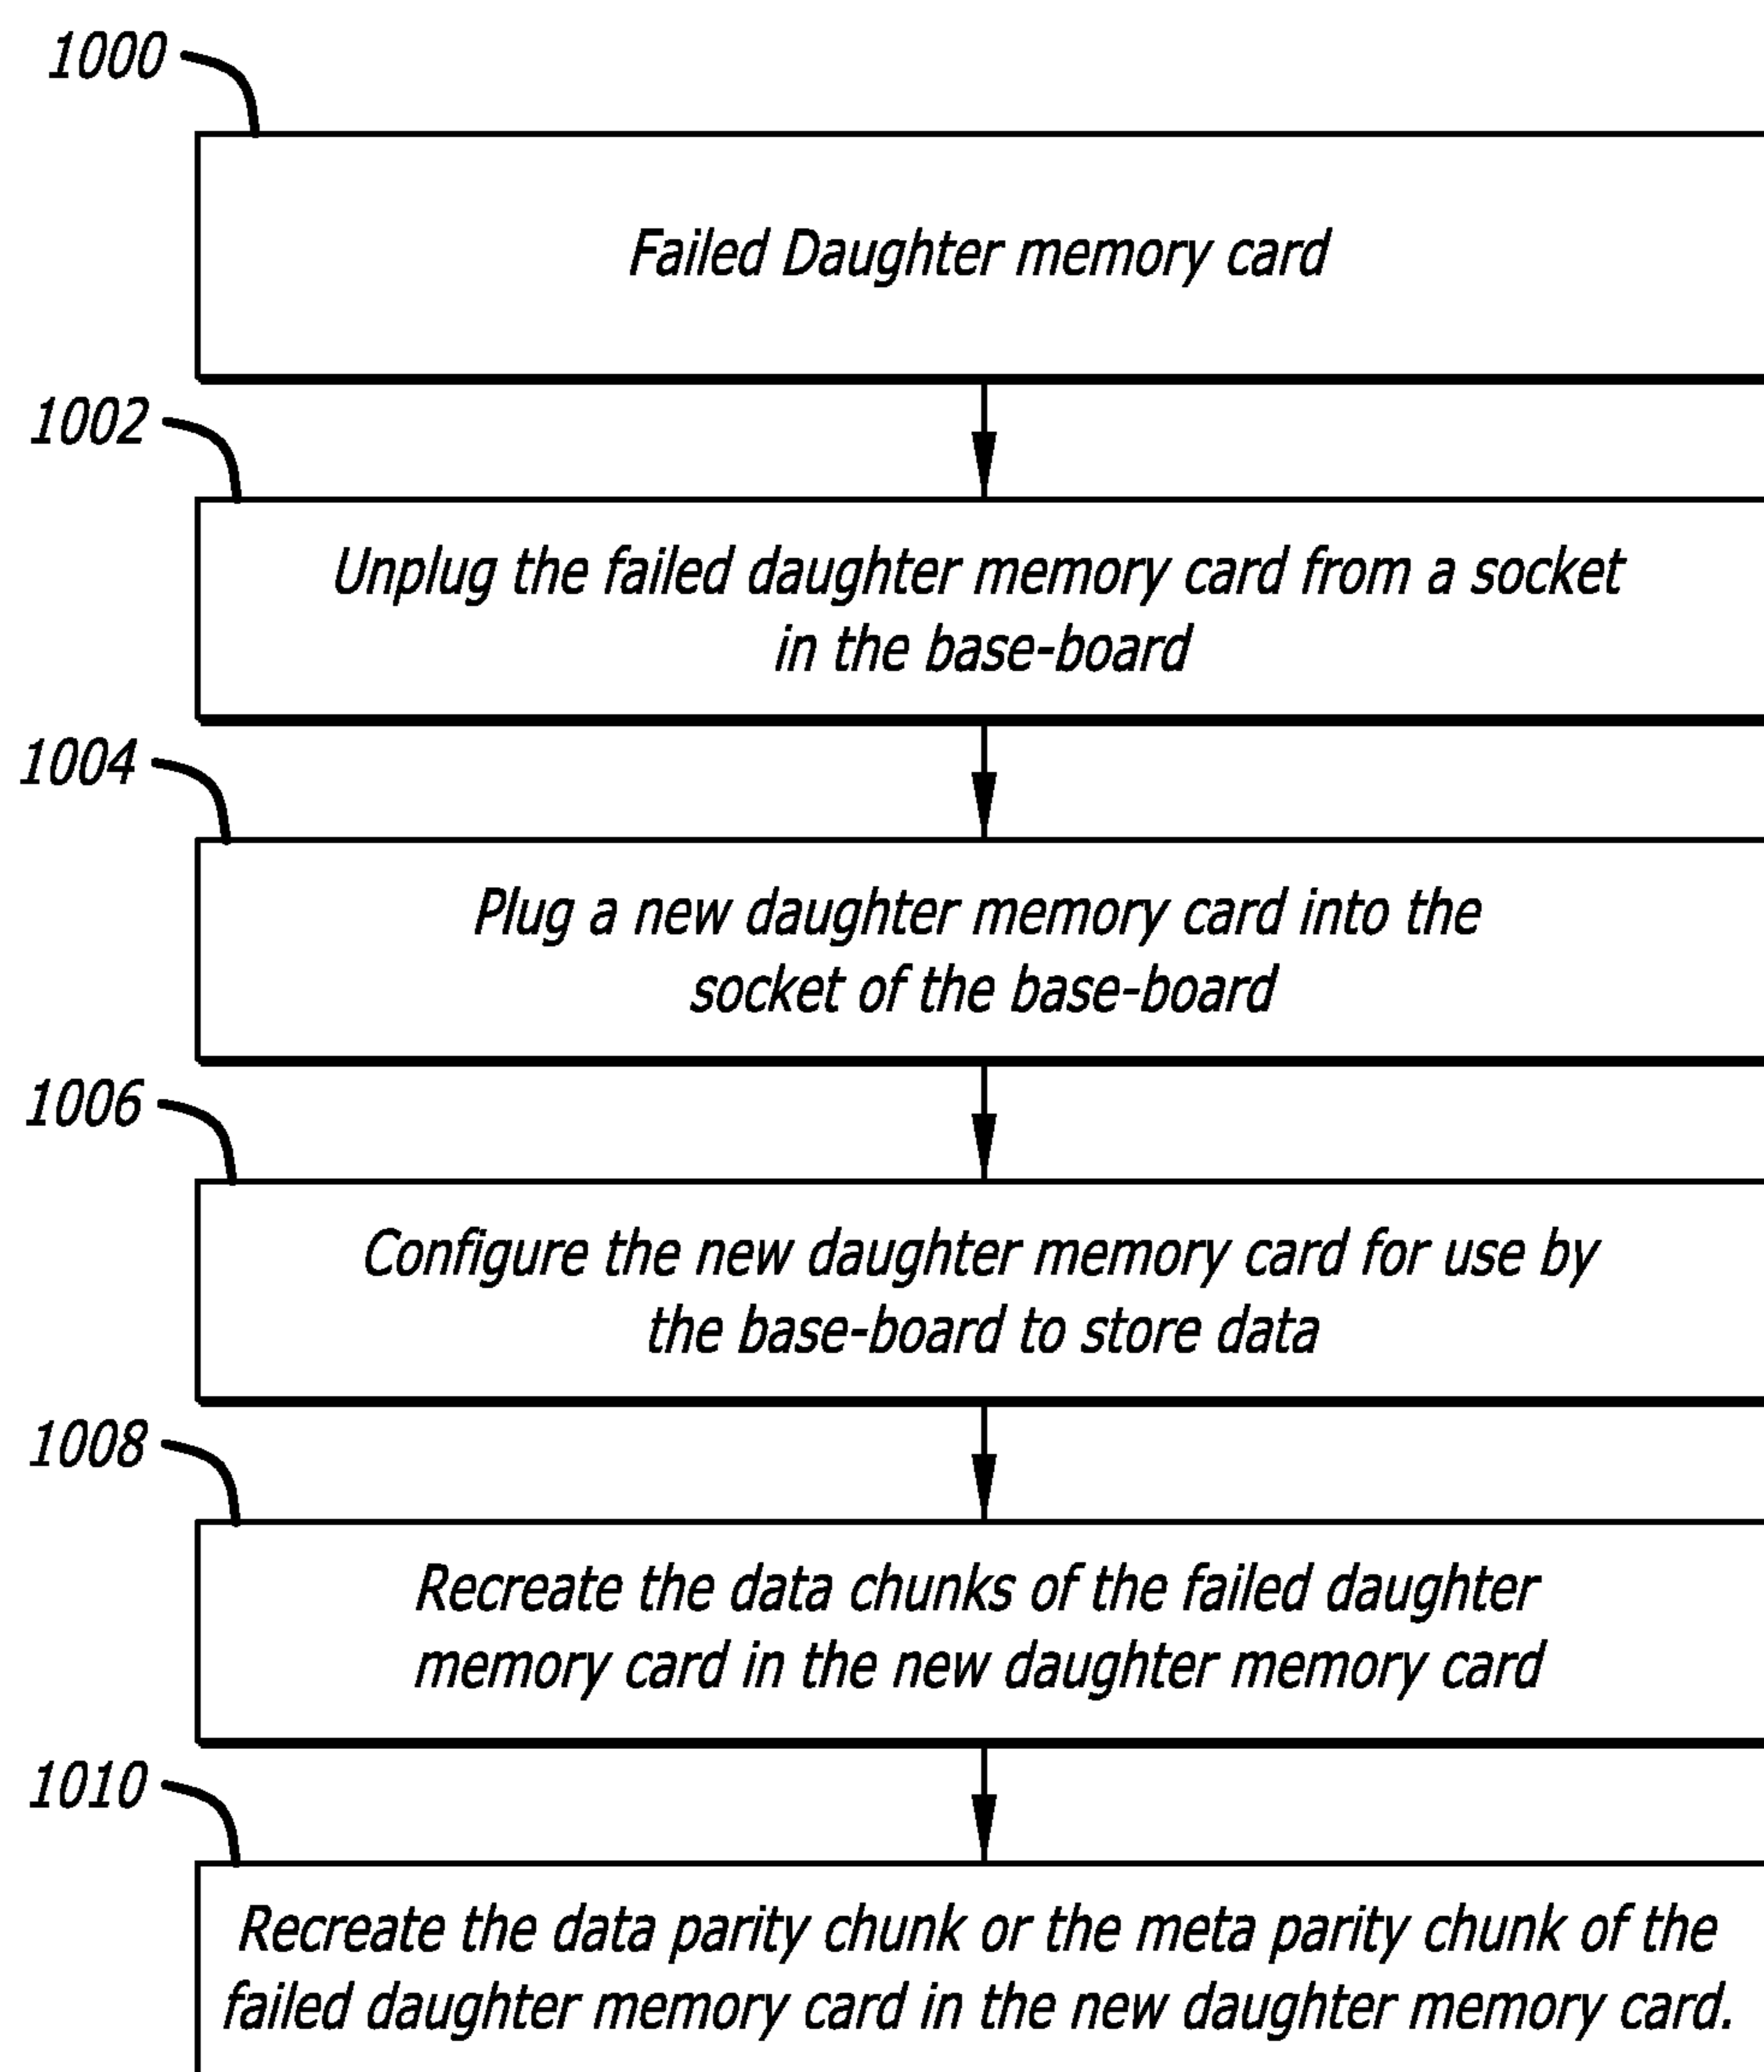 1000
Failed Daughter memory card
1002
Unplug the failed daughter memory card from a socket
in the base-board
1004
Plug a new daughter memory card into the
socket of the base-board
1006
Configure the new daughter memory card for use by
the base-board to store data
1008
Recreate the data chunks of the failed daughter
memory card in the new daughter memory card
1010
Recreate the data parity chunk or the meta parity chunk of the
failed daughter memory card in the new daughter memory card.